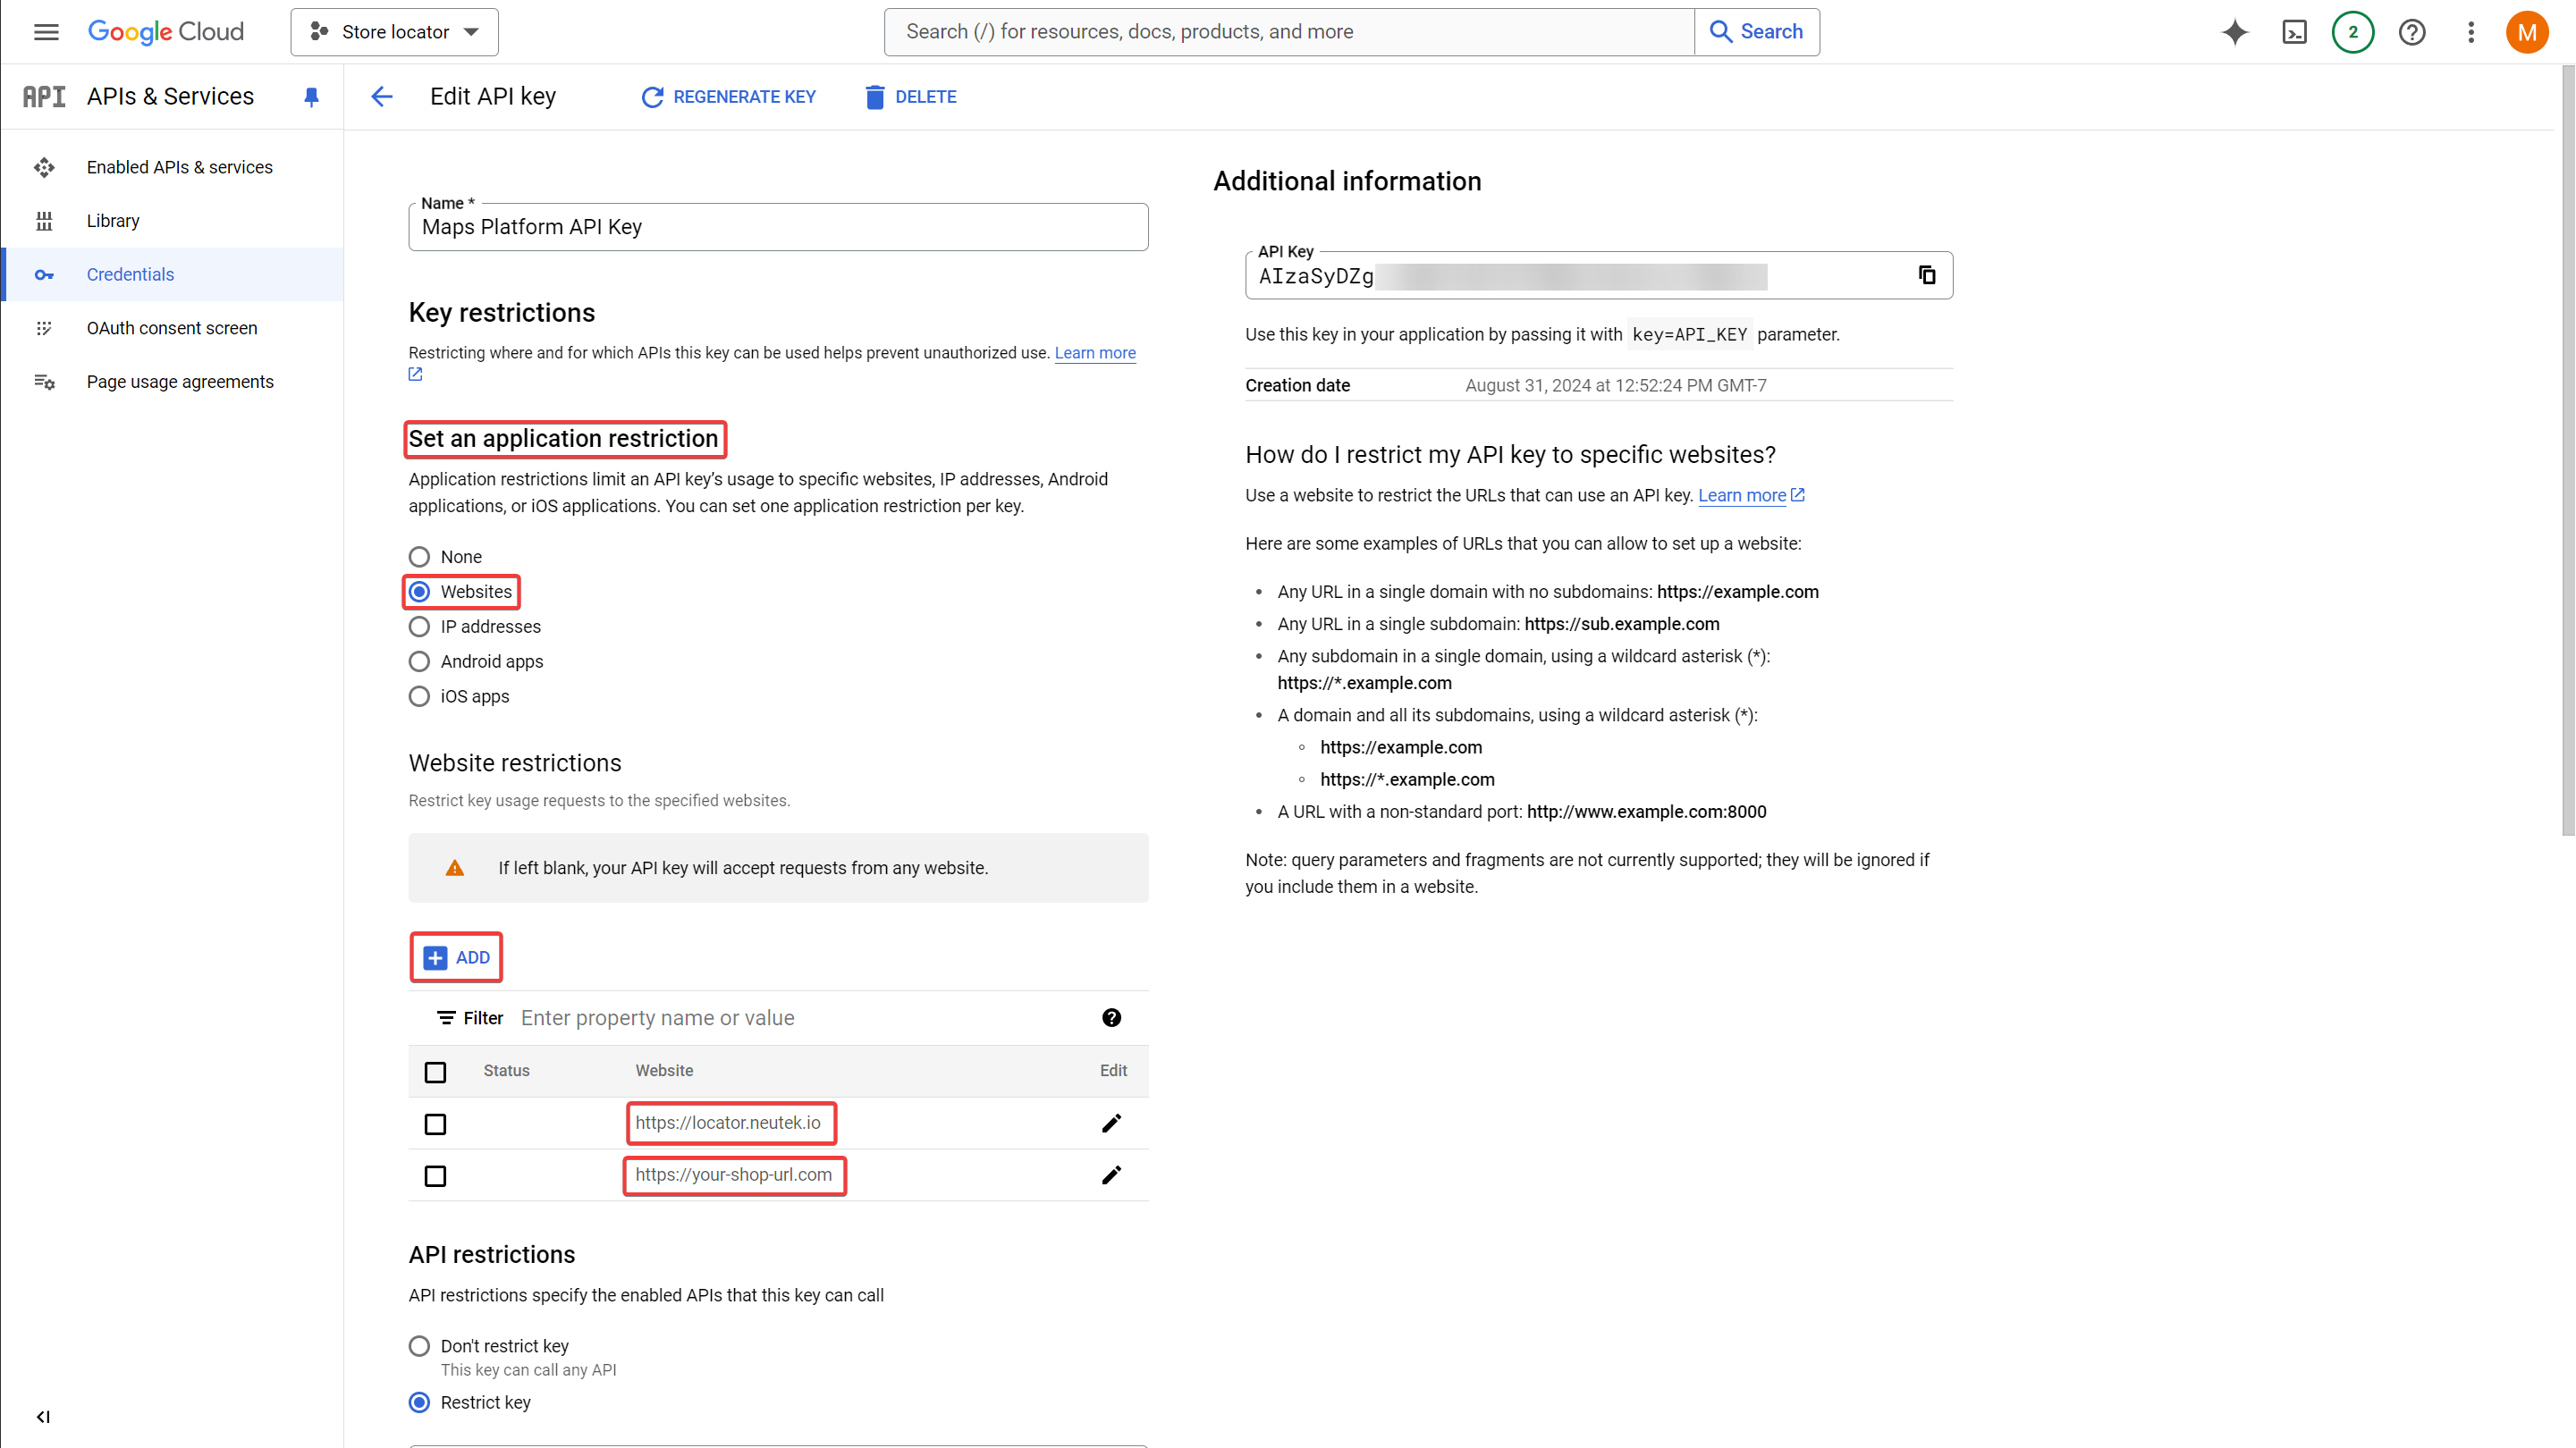 Google Cloud
Store locator
Search (/) for resources, docs, products, and more
Search
2
M
API
APIs & Services
Edit API key
REGENERATE KEY
DELETE
Enabled APIs & services
Library
Credentials
OAuth consent screen
Page usage agreements
Name *
Maps Platform API Key
Key restrictions
Restricting where and for which APIs this key can be used helps prevent unauthorized use. Learn more
Set an application restriction
Application restrictions limit an API key’s usage to specific websites, IP addresses, Android
applications, or iOS applications. You can set one application restriction per key.
None
Websites
IP addresses
Android apps
iOS apps
Website restrictions
Restrict key usage requests to the specified websites.
If left blank, your API key will accept requests from any website.
ADD
Filter Enter property name or value
Status Website Edit
https://locator.neutek.io
https://your-shop-url.com
API restrictions
API restrictions specify the enabled APIs that this key can call
Don't restrict key
This key can call any API
Restrict key
Additional information
API Key
AIzaSyDZg
Use this key in your application by passing it with key=API_KEY parameter.
Creation date August 31, 2024 at 12:52:24 PM GMT-7
How do I restrict my API key to specific websites?
Use a website to restrict the URLs that can use an API key. Learn more
Here are some examples of URLs that you can allow to set up a website:
• Any URL in a single domain with no subdomains: https://example.com
• Any URL in a single subdomain: https://sub.example.com
• Any subdomain in a single domain, using a wildcard asterisk (*):
https://*.example.com
• A domain and all its subdomains, using a wildcard asterisk (*):
◦ https://example.com
◦ https://*.example.com
• A URL with a non-standard port: http://www.example.com:8000
Note: query parameters and fragments are not currently supported; they will be ignored if
you include them in a website.